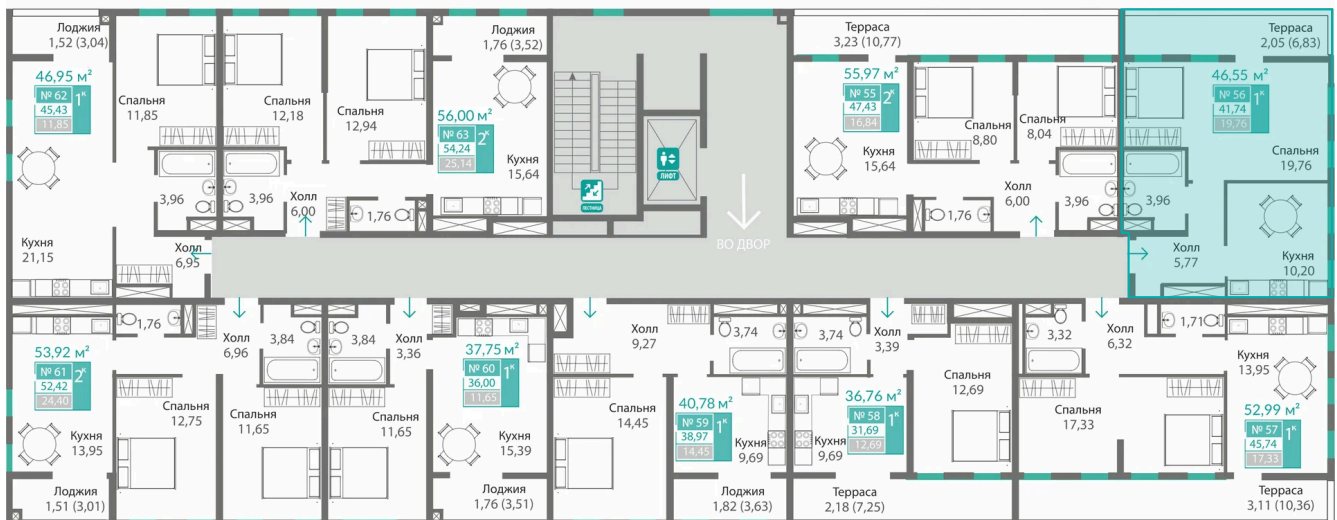 Лоджия
1,52 (3,04)
46,95 м²
№ 62
45,43
11,85
1к
Спальня
11,85
3,96
Кухня
21,15
Холл
6,95
Спальня
12,18
Спальня
12,94
3,96
Холл
6,00
1,76
Лоджия
1,76 (3,52)
56,00 м²
№ 63
54,24
25,14
2к
Кухня
15,64
ЛЕСТНИЦА
ЛИФТ
ВО ДВОР
Терраса
3,23 (10,77)
55,97 м²
№ 55
47,43
16,84
2к
Кухня
15,64
Спальня
8,80
Спальня
8,04
1,76
Холл
6,00
3,96
Терраса
2,05 (6,83)
46,55 м²
№ 56
41,74
19,76
1к
Спальня
19,76
3,96
Холл
5,77
Кухня
10,20
53,92 м²
№ 61
52,42
24,40
2к
1,76
Холл
6,96
3,84
Спальня
12,75
Спальня
11,65
Кухня
13,95
Лоджия
1,51 (3,01)
3,84
Холл
3,36
37,75 м²
№ 60
36,00
11,65
1к
Спальня
11,65
Кухня
15,39
Лоджия
1,76 (3,51)
Холл
9,27
3,74
Спальня
14,45
40,78 м²
№ 59
38,97
14,45
1к
Кухня
9,69
Лоджия
1,82 (3,63)
3,74
Холл
3,39
36,76 м²
№ 58
31,69
12,69
1к
Спальня
12,69
Кухня
9,69
Терраса
2,18 (7,25)
3,32
Холл
6,32
1,71
Кухня
13,95
Спальня
17,33
52,99 м²
№ 57
45,74
17,33
1к
Терраса
3,11 (10,36)